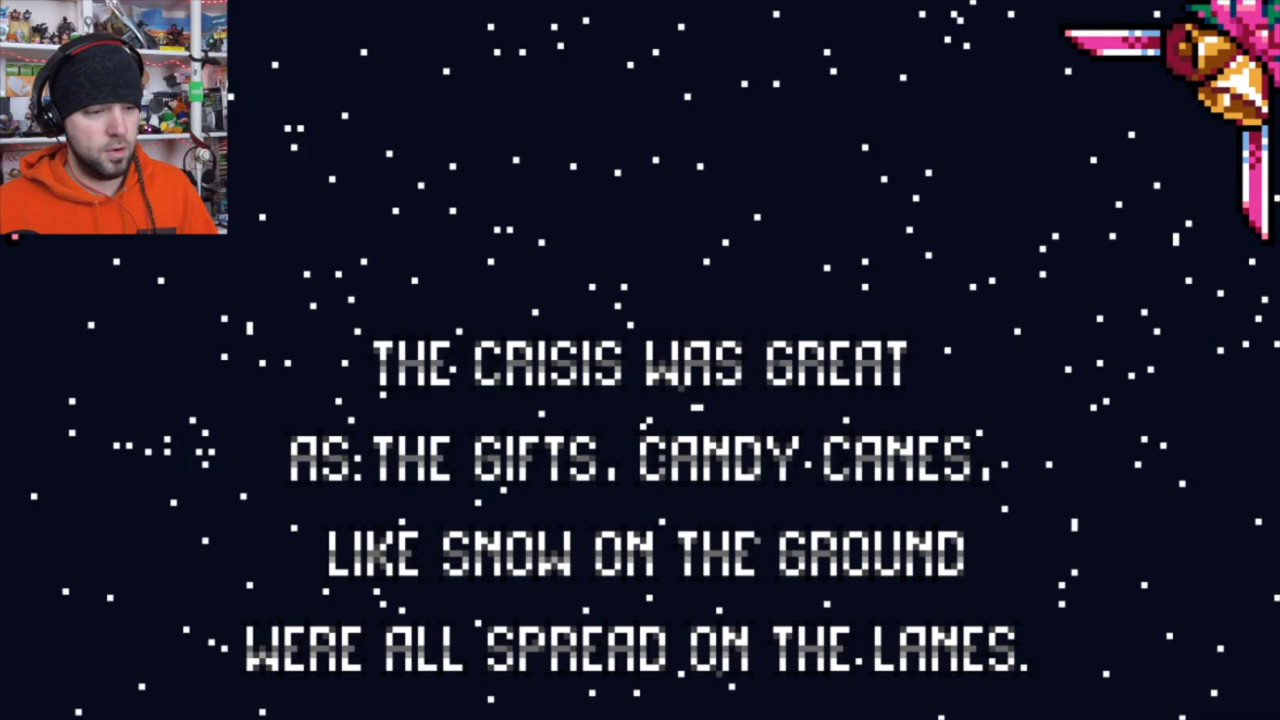 THE CRISIS WAS GREAT
AS THE GIFTS, CANDY CANES,
LIKE SNOW ON THE GROUND
WERE ALL SPREAD ON THE LANES.